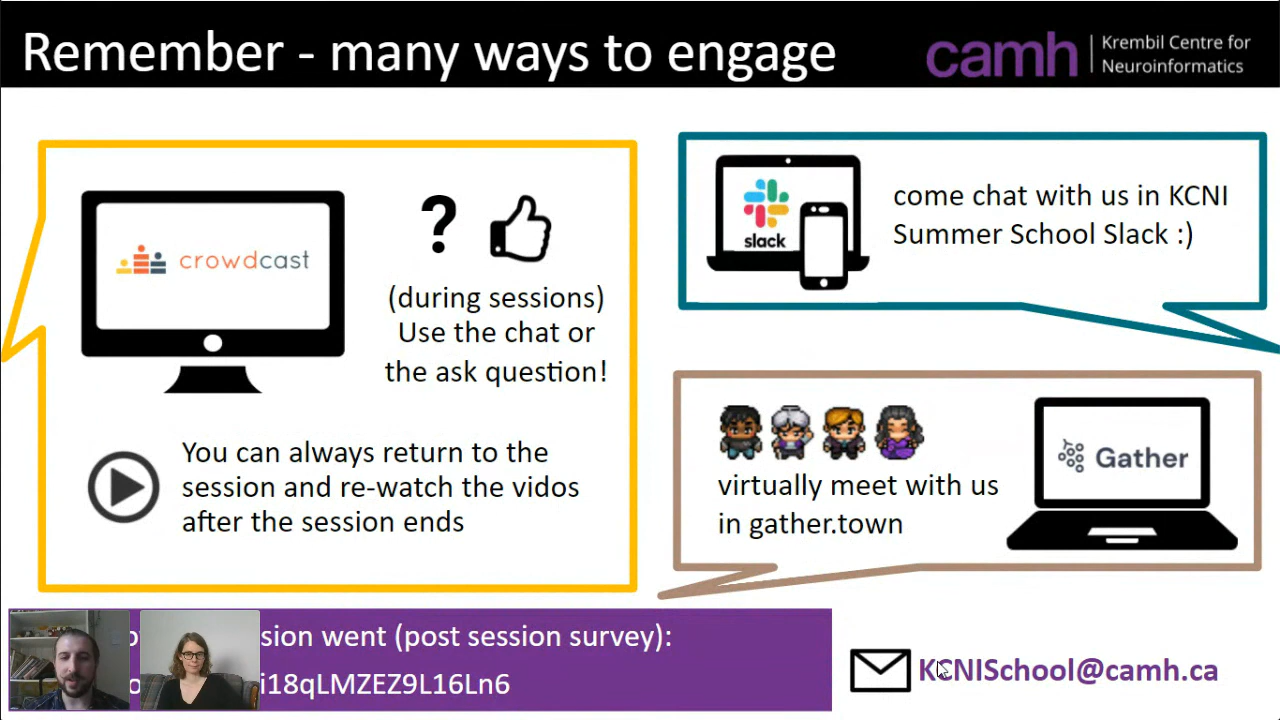 Remember - many ways to engage
camh
Krembil Centre for
Neuroinformatics
crowdcast
?
(during sessions)
Use the chat or
the ask question!
You can always return to the
session and re-watch the vidos
after the session ends
slack
come chat with us in KCNI
Summer School Slack :)
virtually meet with us
in gather.town
Gather
sion went (post session survey):
i18qLMZEZ9L16Ln6
KCNISchool@camh.ca